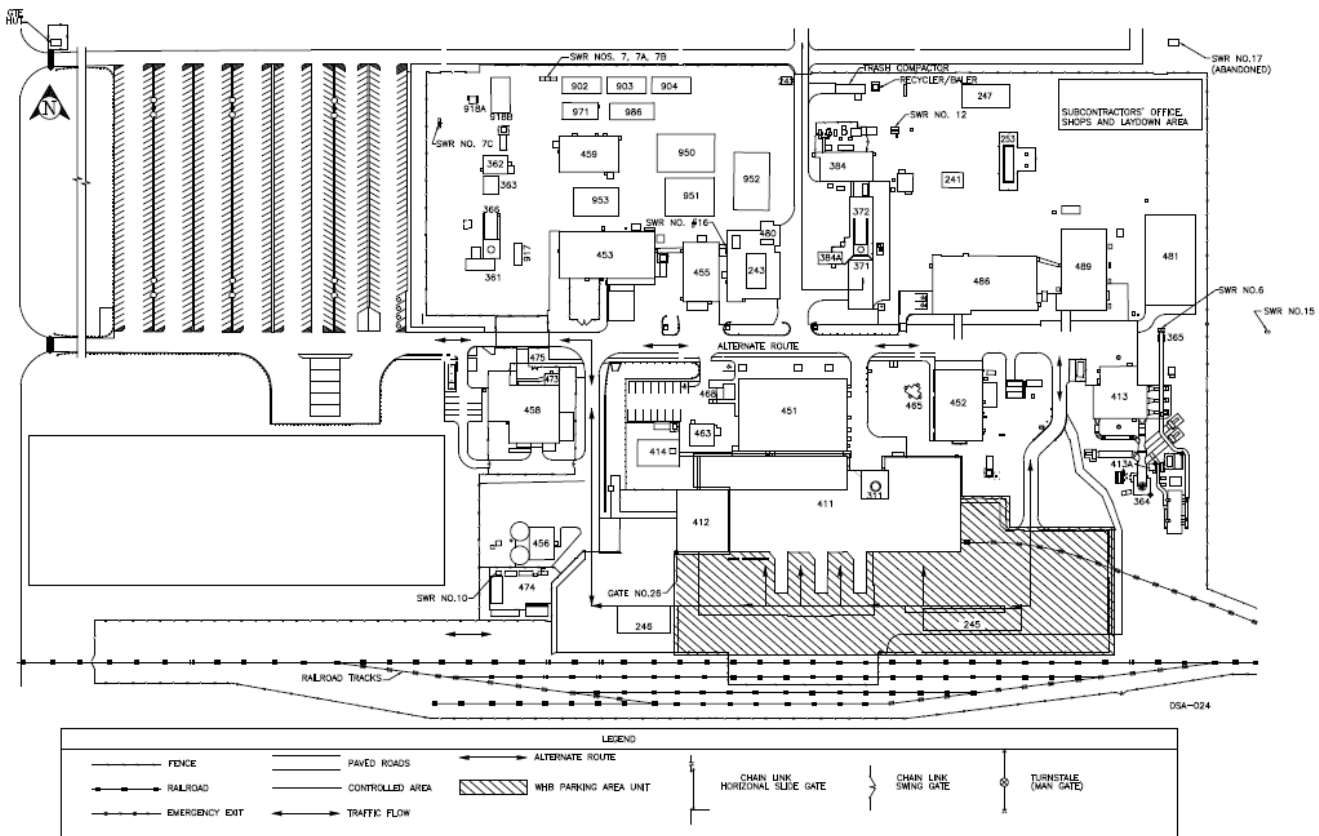 GTE
HUT
N
SWR NOS. 7, 7A, 7B
902
903
904
971
986
918A
918B
SWR NO. 7C
362
363
366
361
917
459
950
951
952
953
SWR NO. #16
480
453
455
243
242
TRASH COMPACTOR
RECYCLER/BALER
SWR NO. 12
247
SWR NO.17
(ABANDONED)
SUBCONTRACTORS' OFFICE,
SHOPS AND LAYDOWN AREA
253
384
241
372
384A
371
486
489
481
SWR NO.6
SWR NO.15
365
ALTERNATE ROUTE
475
473
458
468
463
414
451
465
452
413
413A
364
411
311
412
456
474
SWR NO.10
GATE NO.26
246
245
RAILROAD TRACKS
DSA-024
LEGEND
FENCE
PAVED ROADS
ALTERNATE ROUTE
RAILROAD
CONTROLLED AREA
WHB PARKING AREA UNIT
EMERGENCY EXIT
TRAFFIC FLOW
CHAIN LINK
HORIZONAL SLIDE GATE
CHAIN LINK
SWING GATE
TURNSTALE
(MAN GATE)